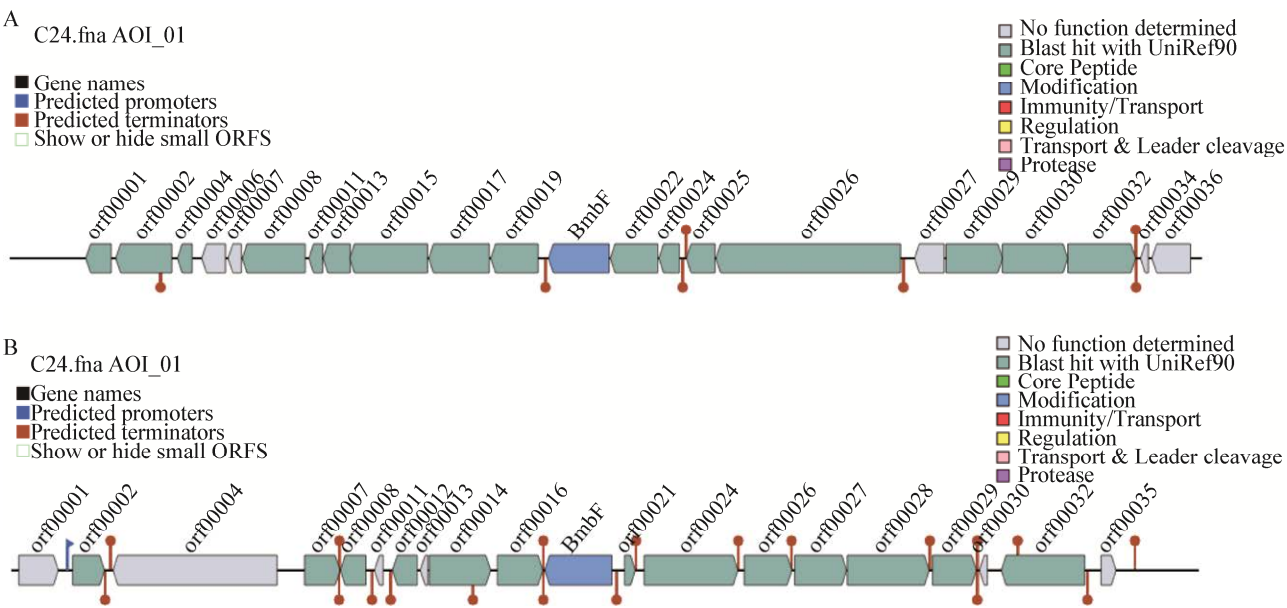 A
C24.fna AOI_01
Gene names
Predicted promoters
Predicted terminators
Show or hide small ORFS
No function determined
Blast hit with UniRef90
Core Peptide
Modification
Immunity/Transport
Regulation
Transport & Leader cleavage
Protease
orf00001
orf00002
orf00004
orf00006
orf00007
orf00008
orf00011
orf00013
orf00015
orf00017
orf00019
BmbF
orf00022
orf00024
orf00025
orf00026
orf00027
orf00029
orf00030
orf00032
orf00034
orf00036
B
C24.fna AOI_01
Gene names
Predicted promoters
Predicted terminators
Show or hide small ORFS
No function determined
Blast hit with UniRef90
Core Peptide
Modification
Immunity/Transport
Regulation
Transport & Leader cleavage
Protease
orf00001
orf00002
orf00004
orf00007
orf00008
orf00011
orf00012
orf00013
orf00014
orf00016
BmbF
orf00021
orf00024
orf00026
orf00027
orf00028
orf00029
orf00030
orf00032
orf00035